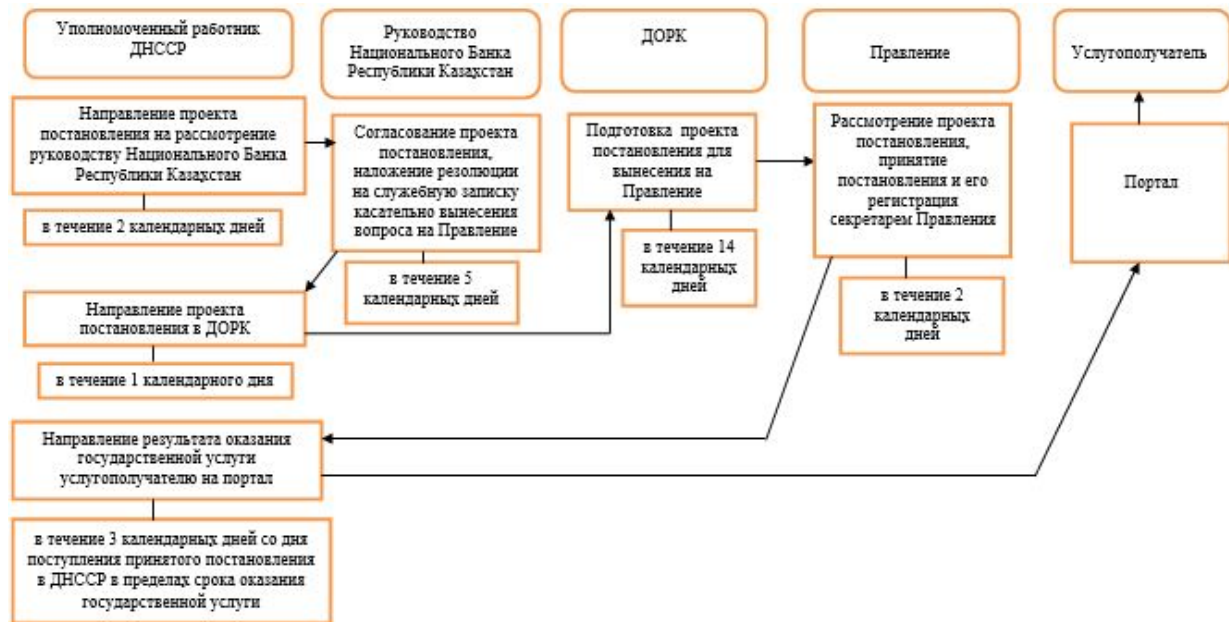 Уполномоченный работник
ДНССР
Руководство
Национального Банка
Республики Казахстан
ДОРК
Правление
Услугополучатель
Направление проекта
постановления на рассмотрение
руководству Национального Банка
Республики Казахстан
в течение 2 календарных дней
Согласование проекта
постановления,
наложение резолюции
на служебную записку
касательно вынесения
вопроса на Правление
в течение 5
календарных дней
Подготовка проекта
постановления для
вынесения на
Правление
в течение 14
календарных
дней
Рассмотрение проекта
постановления,
принятие
постановления и его
регистрация
секретарем Правления
в течение 2
календарных
дней
Портал
Направление проекта
постановления в ДОРК
в течение 1 календарного дня
Направление результата оказания
государственной услуги
услугополучателю на портал
в течение 3 календарных дней со дня
поступления принятого постановления
в ДНССР в пределах срока оказания
государственной услуги